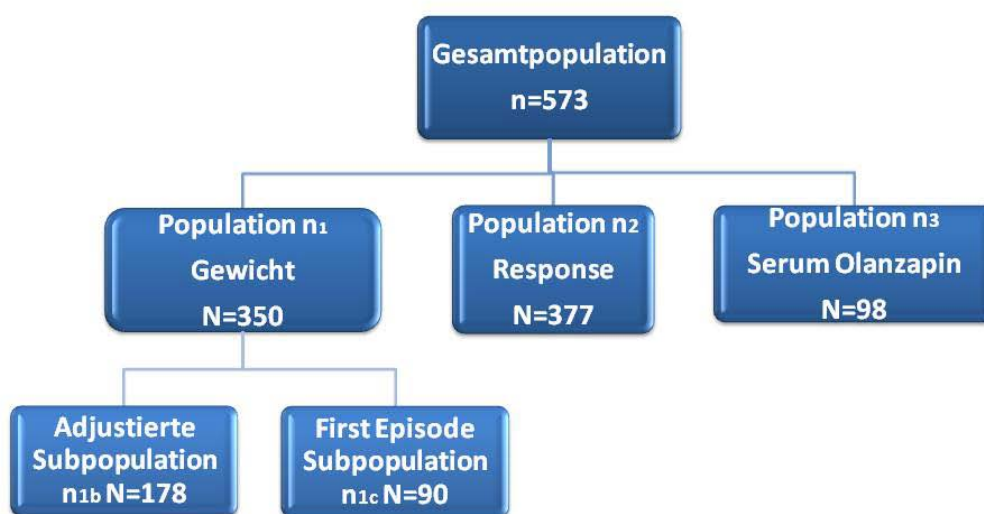 Gesamtpopulation
n=573
Population n₁
Gewicht
N=350
Population n₂
Response
N=377
Population n₃
Serum Olanzapin
N=98
Adjustierte
Subpopulation
n₁b N=178
First Episode
Subpopulation
n₁c N=90